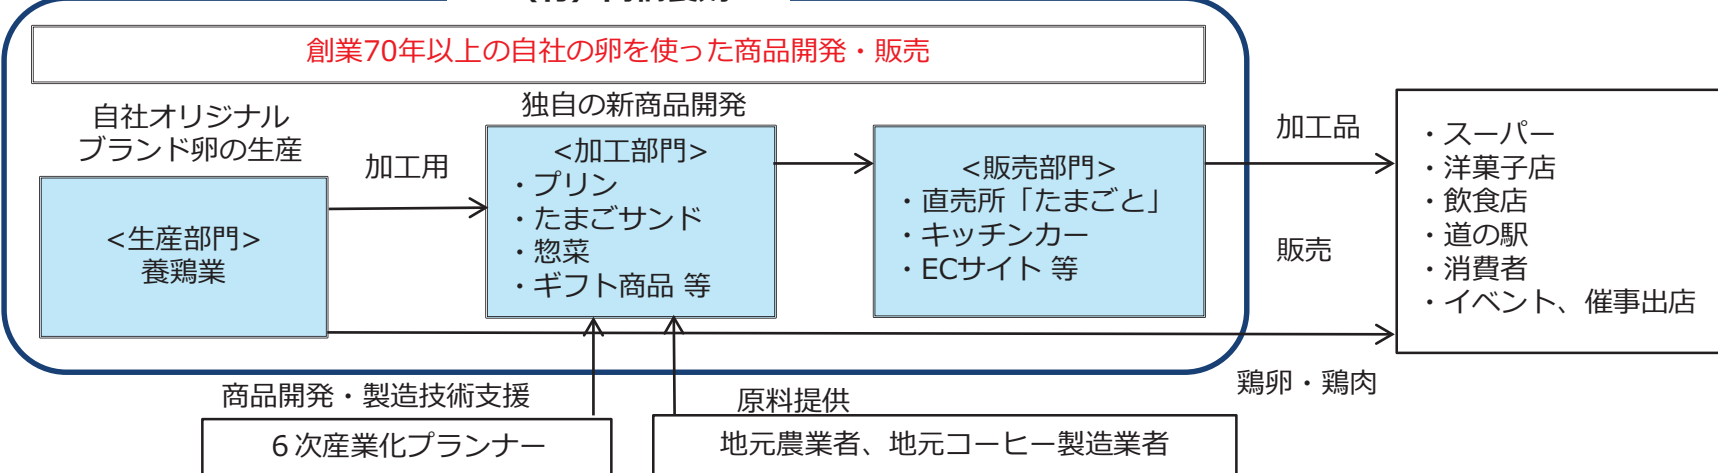 創業70年以上の自社の卵を使った商品開発・販売
自社オリジナル
ブランド卵の生産
<生産部門>
養鶏業
加工用
独自の新商品開発
<加工部門>
・プリン
・たまごサンド
・惣菜
・ギフト商品 等
<販売部門>
・直売所「たまごと」
・キッチンカー
・ECサイト 等
加工品
販売
・スーパー
・洋菓子店
・飲食店
・道の駅
・消費者
・イベント、催事出店
鶏卵・鶏肉
商品開発・製造技術支援
６次産業化プランナー
原料提供
地元農業者、地元コーヒー製造業者